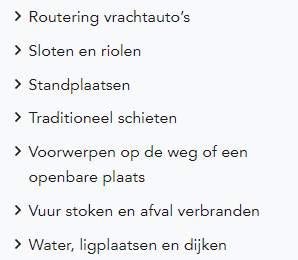 Routering vrachtauto’s
Sloten en riolen
Standplaatsen
Traditioneel schieten
Voorwerpen op de weg of een
openbare plaats
Vuur stoken en afval verbranden
Water, ligplaatsen en dijken